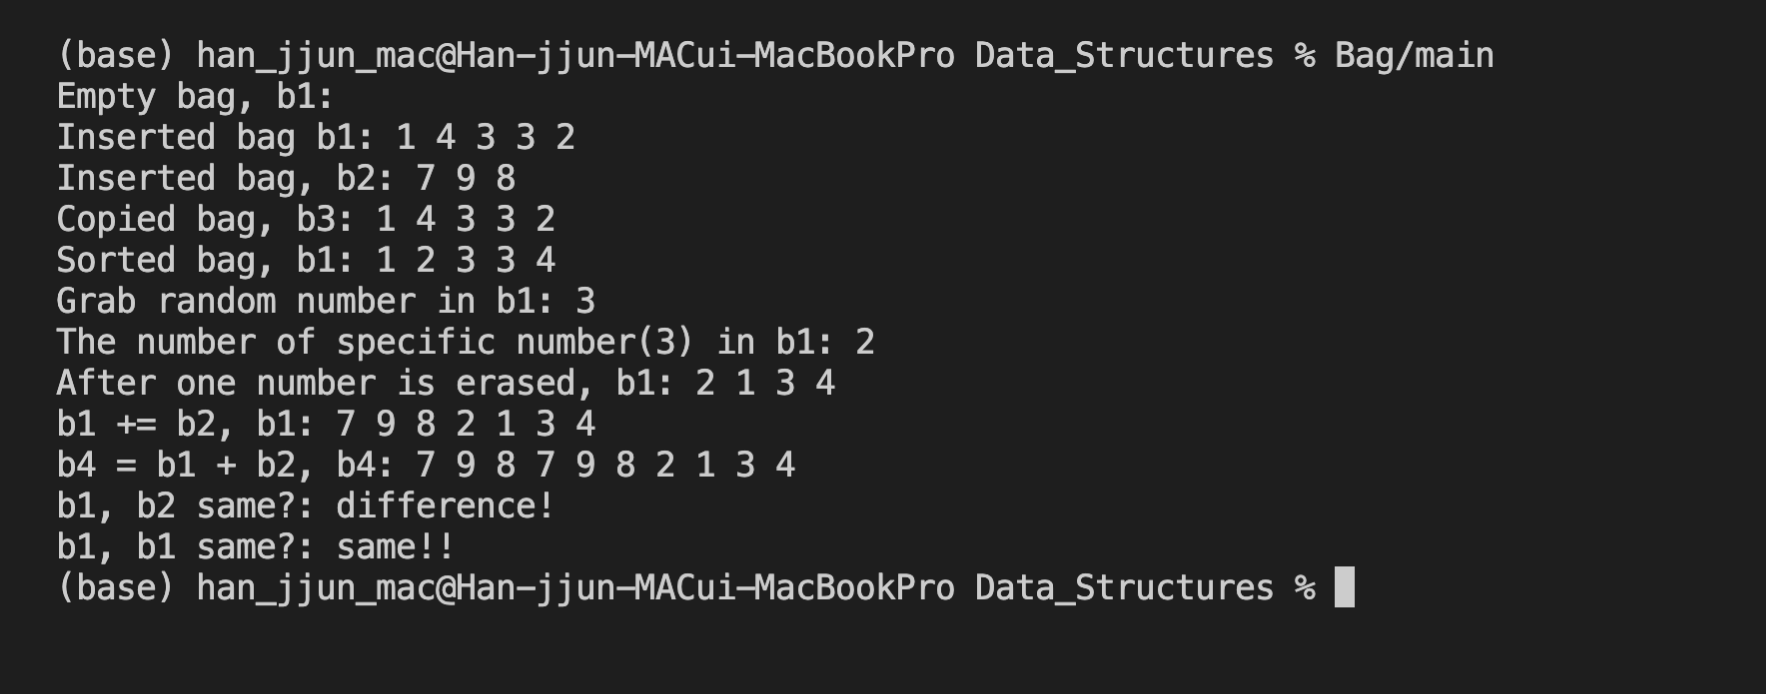 (base) han_jjun_mac@Han-jjun-MACui-MacBookPro Data_Structures % Bag/main
Empty bag, b1:
Inserted bag b1: 1 4 3 3 2
Inserted bag, b2: 7 9 8
Copied bag, b3: 1 4 3 3 2
Sorted bag, b1: 1 2 3 3 4
Grab random number in b1: 3
The number of specific number(3) in b1: 2
After one number is erased, b1: 2 1 3 4
b1 += b2, b1: 7 9 8 2 1 3 4
b4 = b1 + b2, b4: 7 9 8 7 9 8 2 1 3 4
b1, b2 same?: difference!
b1, b1 same?: same!!
(base) han_jjun_mac@Han-jjun-MACui-MacBookPro Data_Structures %